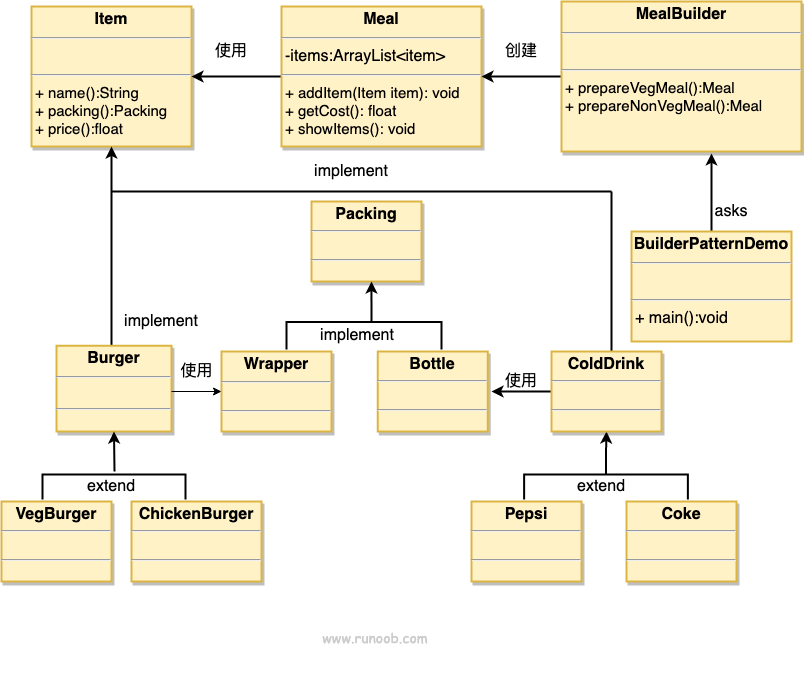 Item
+ name():String
+ packing():Packing
+ price():float
使用
Meal
-items:ArrayList<item>
+ addItem(Item item): void
+ getCost(): float
+ showItems(): void
创建
MealBuilder
+ prepareVegMeal():Meal
+ prepareNonVegMeal():Meal
implement
asks
Packing
BuilderPatternDemo
+ main():void
implement
implement
Burger
使用
Wrapper
Bottle
使用
ColdDrink
extend
extend
VegBurger
ChickenBurger
Pepsi
Coke
www.runoob.com